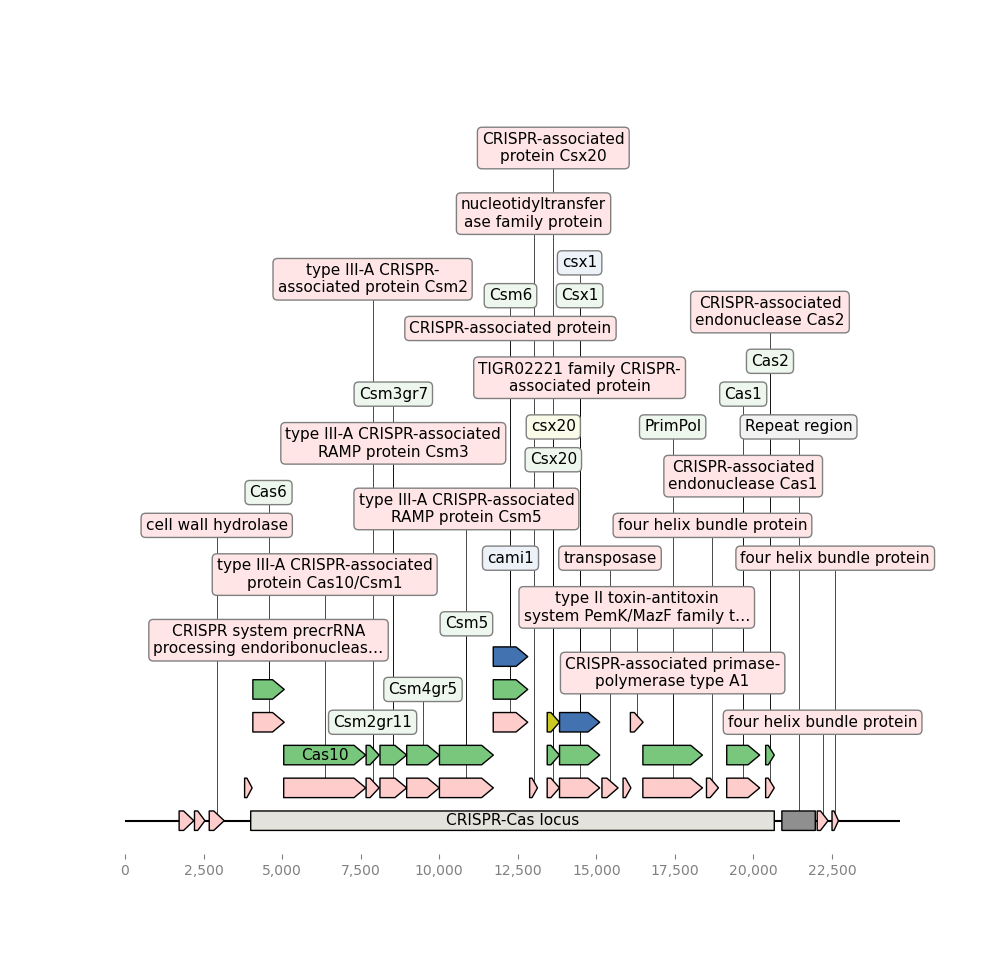 CRISPR-associated
protein Csx20
nucleotidyltransfer
ase family protein
csx1
type III-A CRISPR-
associated protein Csm2
Csm6
Csx1
CRISPR-associated
endonuclease Cas2
CRISPR-associated protein
Cas2
TIGR02221 family CRISPR-
associated protein
Csm3gr7
Cas1
csx20
PrimPol
Repeat region
type III-A CRISPR-associated
RAMP protein Csm3
Csx20
CRISPR-associated
endonuclease Cas1
Cas6
type III-A CRISPR-associated
RAMP protein Csm5
cell wall hydrolase
four helix bundle protein
cami1
transposase
four helix bundle protein
type III-A CRISPR-associated
protein Cas10/Csm1
type II toxin-antitoxin
system PemK/MazF family t...
Csm5
CRISPR system precrRNA
processing endoribonucleas...
CRISPR-associated primase-
polymerase type A1
Csm4gr5
Csm2gr11
four helix bundle protein
Cas10
CRISPR-Cas locus
0
2,500
5,000
7,500
10,000
12,500
15,000
17,500
20,000
22,500